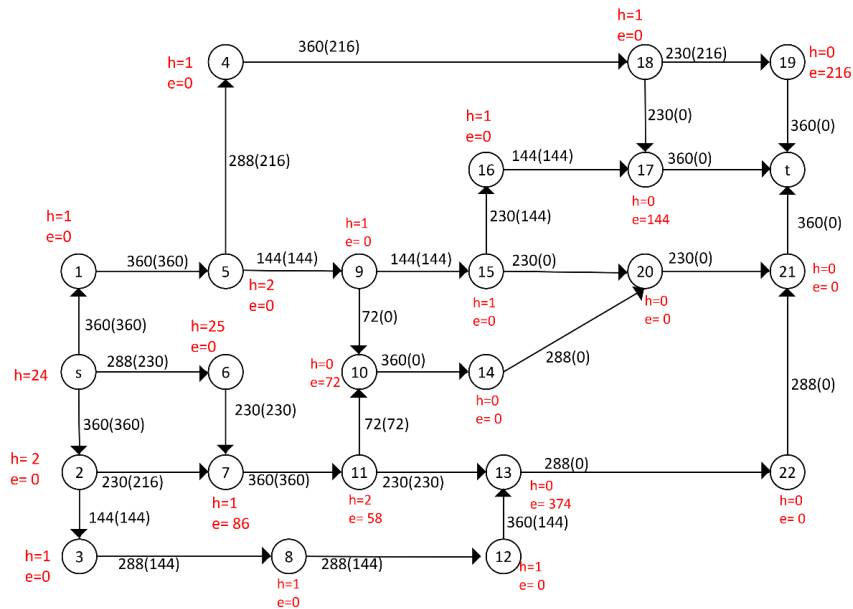 h=1
e=0
360(216)
h=1
e=0
4
18
230(216)
19
h=0
e=216
h=1
e=0
230(0)
360(0)
288(216)
16
144(144)
17
360(0)
t
h=1
e=0
h=0
e=144
230(144)
360(0)
h=1
e= 0
1
360(360)
5
144(144)
9
144(144)
15
230(0)
20
230(0)
21
h=2
e=0
h=1
e=0
h=0
e= 0
h=0
e= 0
360(360)
72(0)
h=25
e=0
h=24
s
288(230)
6
h=0
e=72
10
360(0)
14
288(0)
h=0
e= 0
288(0)
360(360)
230(230)
72(72)
h= 2
e= 0
2
230(216)
7
360(360)
11
230(230)
13
288(0)
22
h=1
e= 86
h=2
e= 58
h=0
e= 374
h=0
e= 0
144(144)
360(144)
h=1
e=0
3
288(144)
8
288(144)
12
h=1
e=0
h=1
e= 0